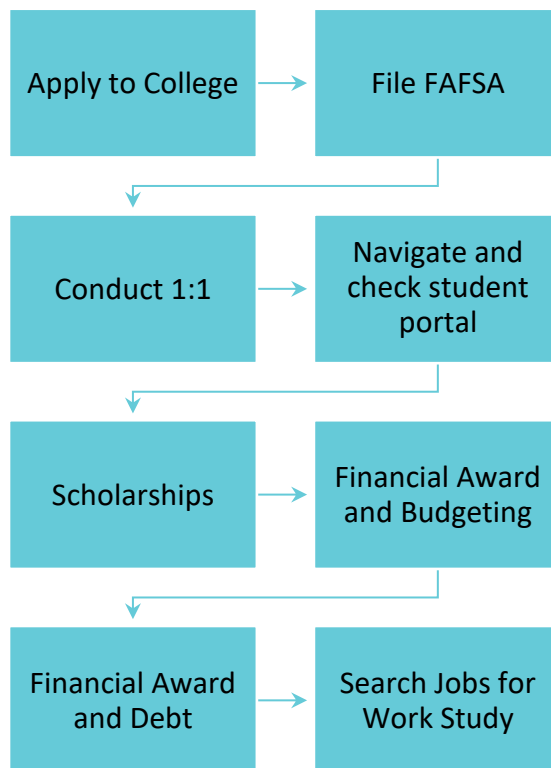 Apply to College
File FAFSA
Conduct 1:1
Navigate and
check student
portal
Scholarships
Financial Award
and Budgeting
Financial Award
and Debt
Search Jobs for
Work Study